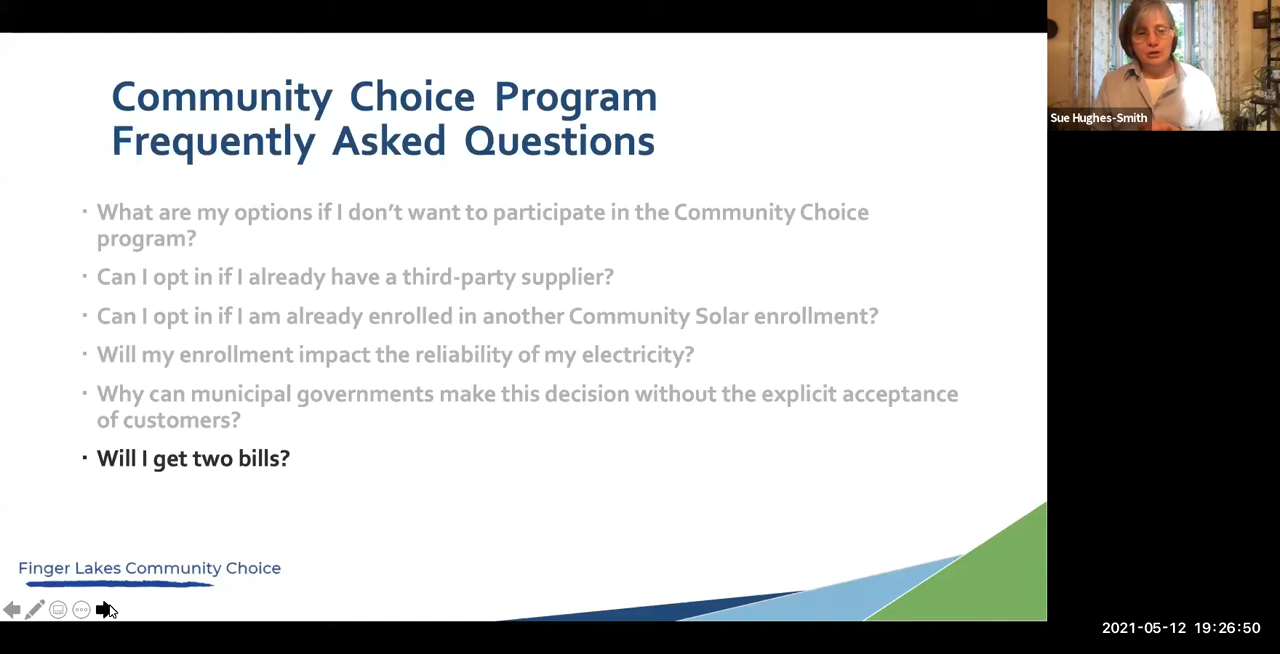 Community Choice Program
Frequently Asked Questions
Sue Hughes-Smith
· What are my options if I don’t want to participate in the Community Choice
program?
· Can I opt in if I already have a third-party supplier?
· Can I opt in if I am already enrolled in another Community Solar enrollment?
· Will my enrollment impact the reliability of my electricity?
· Why can municipal governments make this decision without the explicit acceptance
of customers?
· Will I get two bills?
Finger Lakes Community Choice
2021-05-12 19:26:50